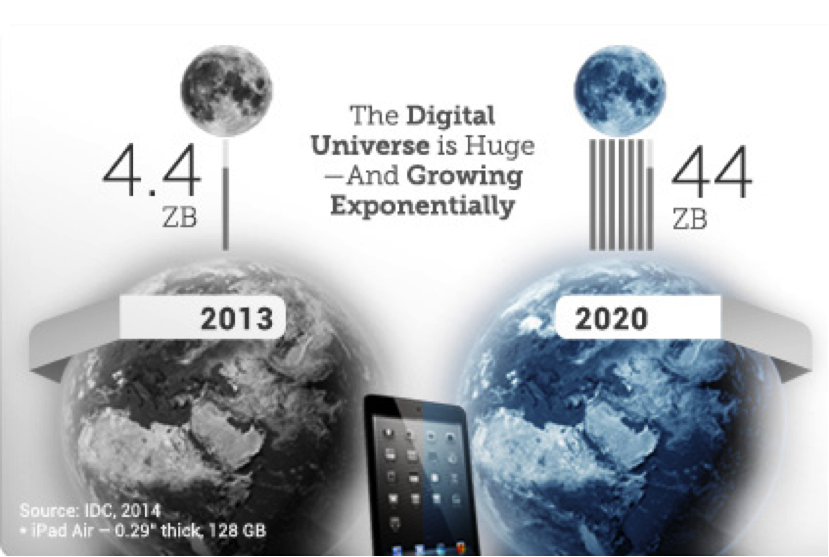 The Digital
Universe is Huge
—And Growing
Exponentially
4.4
ZB
44
ZB
2013
2020
Source: IDC, 2014
* iPad Air – 0.29" thick, 128 GB